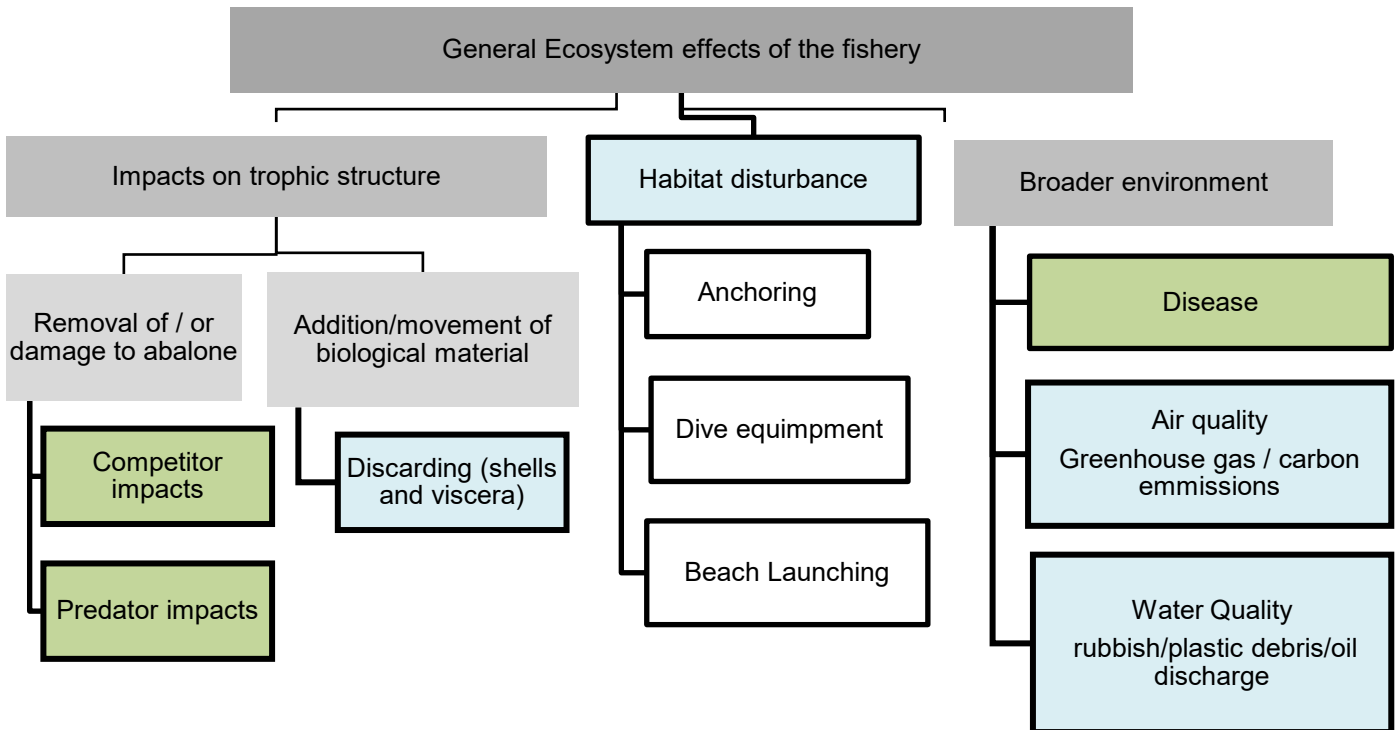 General Ecosystem effects of the fishery
Impacts on trophic structure
Habitat disturbance
Broader environment
Removal of / or
damage to abalone
Addition/movement of
biological material
Competitor
impacts
Predator impacts
Discarding (shells
and viscera)
Anchoring
Dive equimpment
Beach Launching
Disease
Air quality
Greenhouse gas / carbon
emmissions
Water Quality
rubbish/plastic debris/oil
discharge